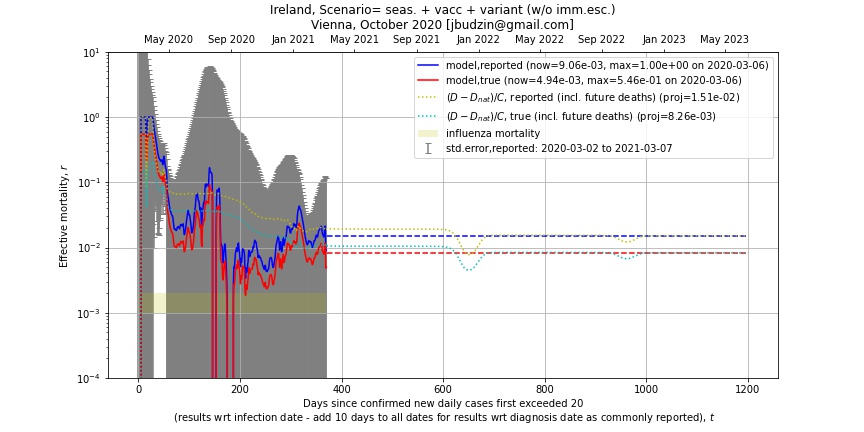 Ireland, Scenario= seas. + vacc + variant (w/o imm.esc.)
Vienna, October 2020 [jbudzin@gmail.com]
May 2020 Sep 2020 Jan 2021 May 2021 Sep 2021 Jan 2022 May 2022 Sep 2022 Jan 2023 May 2023
model,reported (now=9.06e-03, max=1.00e+00 on 2020-03-06)
model,true (now=4.94e-03, max=5.46e-01 on 2020-03-06)
(D − Dnat)/C, reported (incl. future deaths) (proj=1.51e-02)
(D − Dnat)/C, true (incl. future deaths) (proj=8.26e-03)
influenza mortality
std.error,reported: 2020-03-02 to 2021-03-07
Effective mortality, r
10¹
10⁰
10⁻¹
10⁻²
10⁻³
10⁻⁴
0 200 400 600 800 1000 1200
Days since confirmed new daily cases first exceeded 20
(results wrt infection date - add 10 days to all dates for results wrt diagnosis date as commonly reported), t